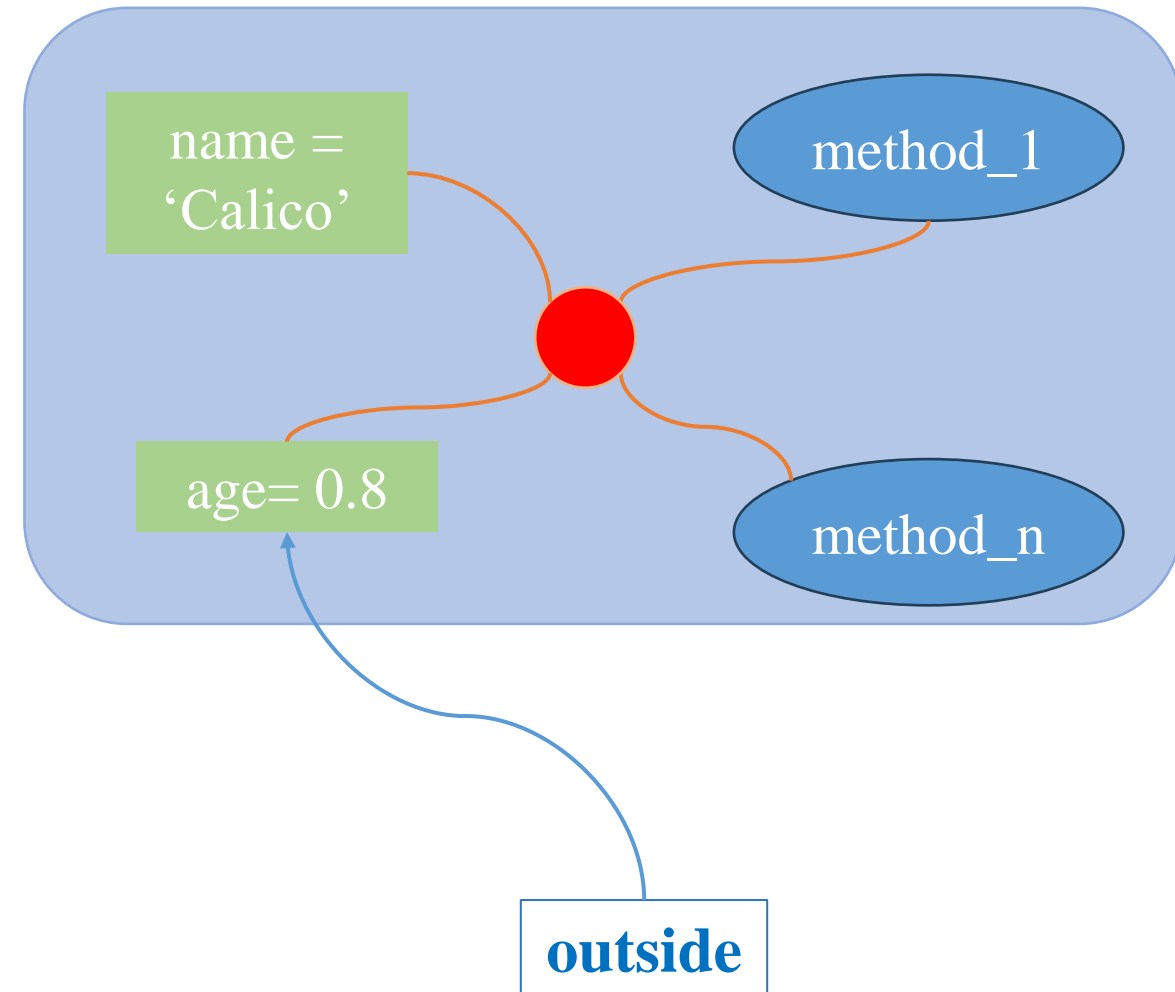 name =
‘Calico’
method_1
age= 0.8
method_n
outside